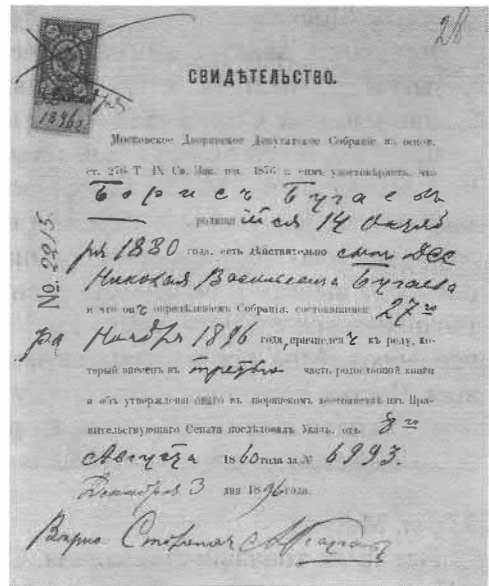 28
1896 г.
СВИДѢТЕЛЬСТВО.
Московское Дворянское Депутатское Собраніе на основ.
ст. 276 Т. IX Св. Зак. изд. 1876 г. симъ удостовѣряетъ, что
Борисъ Бугаевъ
родившійся 14 Октяб
ря 1880 года, есть дѣйствительно сынъ ДСС
Николая Васильевича Бугаева
и что онъ опредѣленіемъ Собранія, состоявшимся 27го
Ноября 1896 года, причисленъ къ роду, ко-
торый внесенъ въ третью часть родословной книги
и объ утвержденіи онаго въ дворянскомъ достоинствѣ изъ Пра-
вительствующаго Сената послѣдовалъ Указъ, отъ 8го
Августа 1860 года за № 6993.
Декабря 3 дня 1896 года.
Вѣрно
No. 2215.